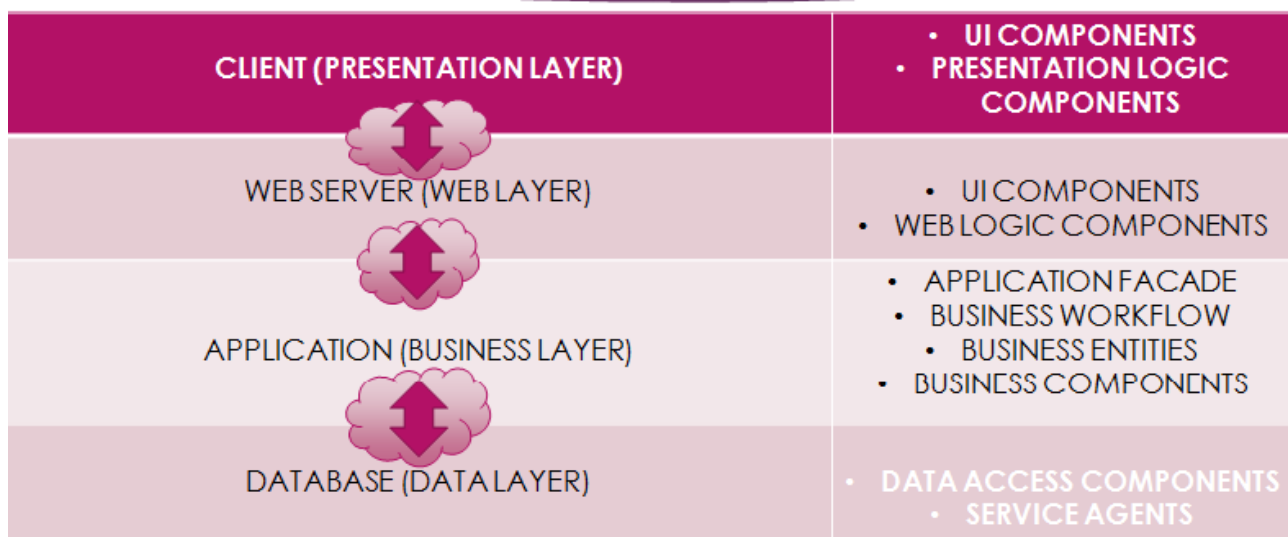 CLIENT (PRESENTATION LAYER)
• UI COMPONENTS
• PRESENTATION LOGIC
COMPONENTS
WEB SERVER (WEB LAYER)
• UI COMPONENTS
• WEB LOGIC COMPONENTS
APPLICATION (BUSINESS LAYER)
• APPLICATION FACADE
• BUSINESS WORKFLOW
• BUSINESS ENTITIES
• BUSINESS COMPONENTS
DATABASE (DATA LAYER)
• DATA ACCESS COMPONENTS
• SERVICE AGENTS